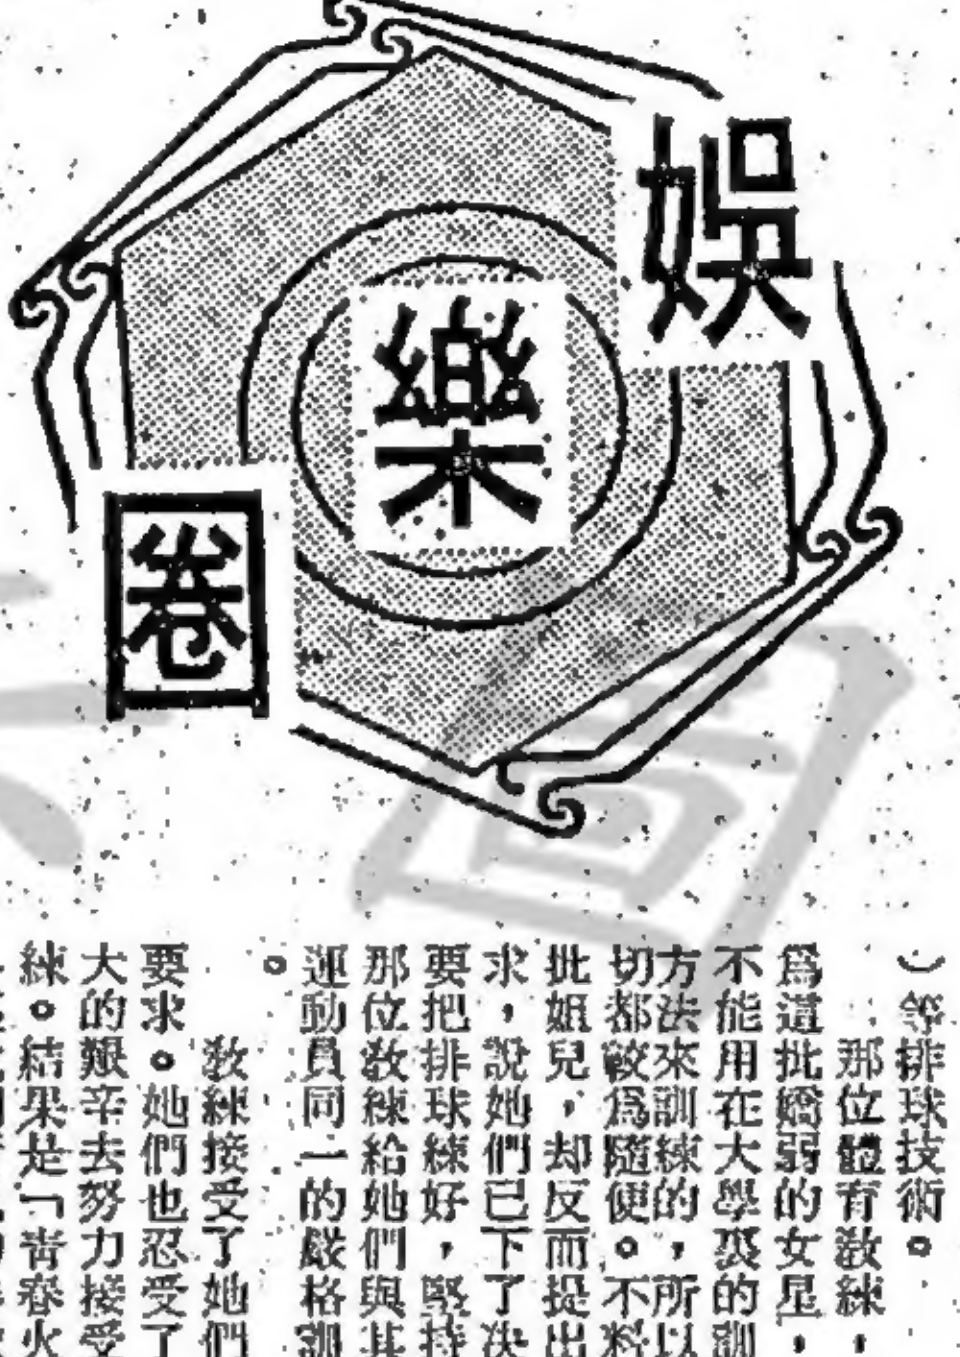 娛樂圈
）等排球技術。
那位體育教練，
爲這批嬌弱的女星，
不能用在大學裘的訓
方法來訓練的，所以
切都較爲隨便。不料
批姐兒，却反而提出
求，說她們已下了决
要把排球練好，堅持
那位教練給她們與其
運動員同一的嚴格訓
。
教練接受了她們
要求。她們也忍受了
大的艱辛去努力接受
練。結果是「靑春火